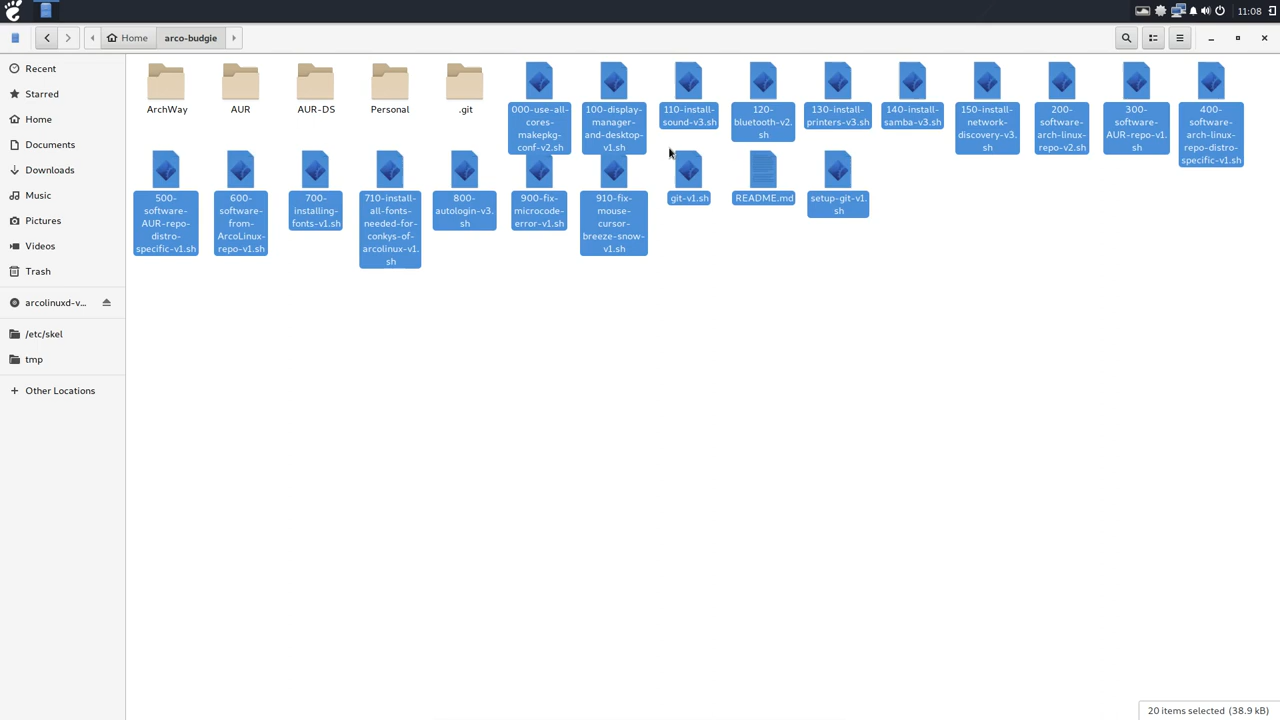 11:08
Home
arco-budgie
Recent
Starred
Home
Documents
Downloads
Music
Pictures
Videos
Trash
arcolinuxd-v...
/etc/skel
tmp
Other Locations
ArchWay
AUR
AUR-DS
Personal
.git
000-use-all-
cores-
makepkg-
conf-v2.sh
100-display-
manager-
and-desktop-
v1.sh
110-install-
sound-v3.sh
120-
bluetooth-v2.
sh
130-install-
printers-v3.sh
140-install-
samba-v3.sh
150-install-
network-
discovery-v3.
sh
200-
software-
arch-linux-
repo-v2.sh
300-
software-
AUR-repo-v1.
sh
400-
software-
arch-linux-
repo-distro-
specific-v1.sh
500-
software-
AUR-repo-
distro-
specific-v1.sh
600-
software-
from-
ArcoLinux-
repo-v1.sh
700-
installing-
fonts-v1.sh
710-install-
all-fonts-
needed-for-
conkys-of-
arcolinux-v1.
sh
800-
autologin-v3.
sh
900-fix-
microcode-
error-v1.sh
910-fix-
mouse-
cursor-
breeze-snow-
v1.sh
git-v1.sh
README.md
setup-git-v1.
sh
20 items selected (38.9 kB)